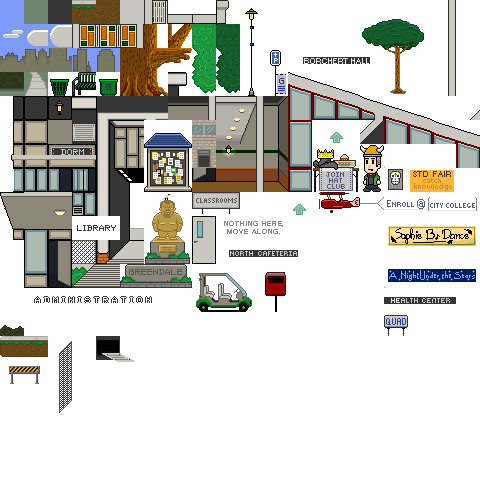 P
BORCHERT HALL
DORM
JOIN
HAT
CLUB
STD FAIR
catch
knowledge
CLASSROOMS
ENROLL @ CITY COLLEGE
LIBRARY
NOTHING HERE,
MOVE ALONG.
Sophie B. Dance
NORTH CAFETERIA
GREENDALE
A Night Under the Stars
ADMINISTRATION
HEALTH CENTER
QUAD